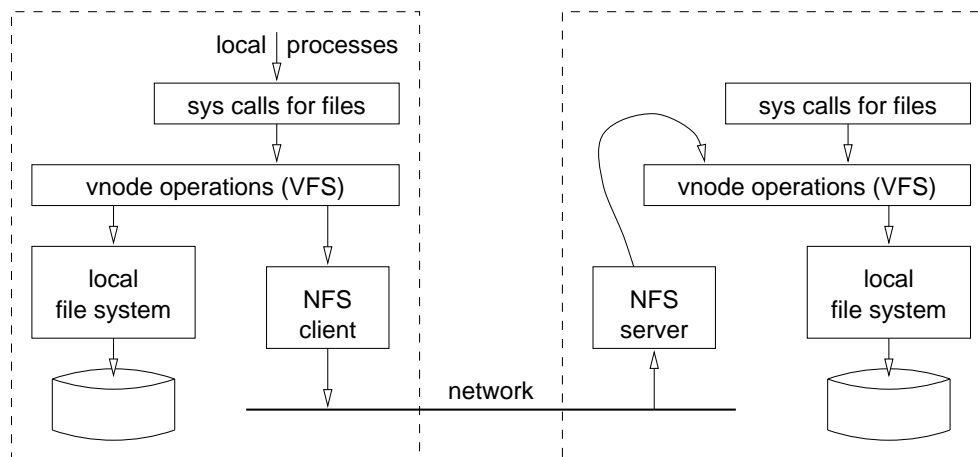 local processes
sys calls for files
vnode operations (VFS)
local
file system
NFS
client
network
sys calls for files
vnode operations (VFS)
NFS
server
local
file system